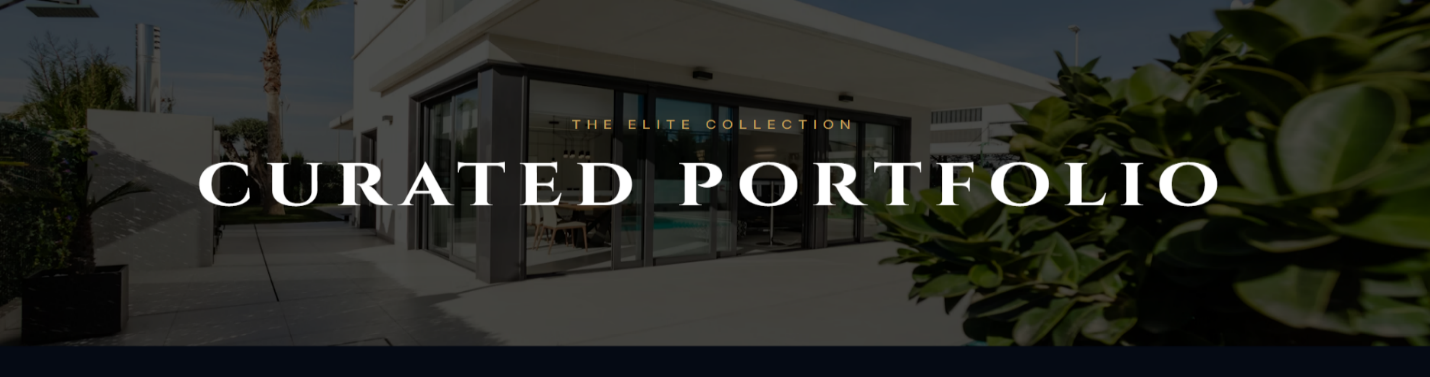 THE ELITE COLLECTION
CURATED PORTFOLIO